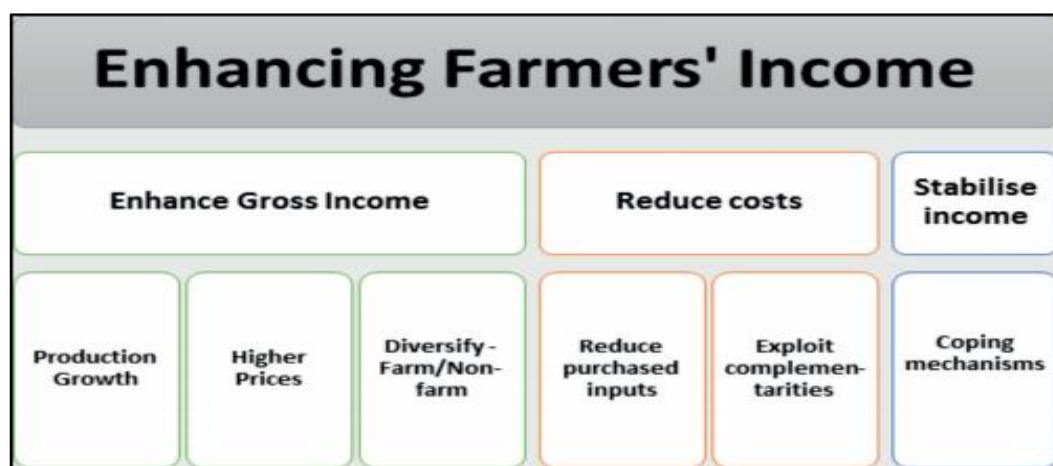 Enhancing Farmers' Income
Enhance Gross Income
Reduce costs
Stabilise
income
Production
Growth
Higher
Prices
Diversify -
Farm/Non-
farm
Reduce
purchased
inputs
Exploit
complemen-
tarities
Coping
mechanisms